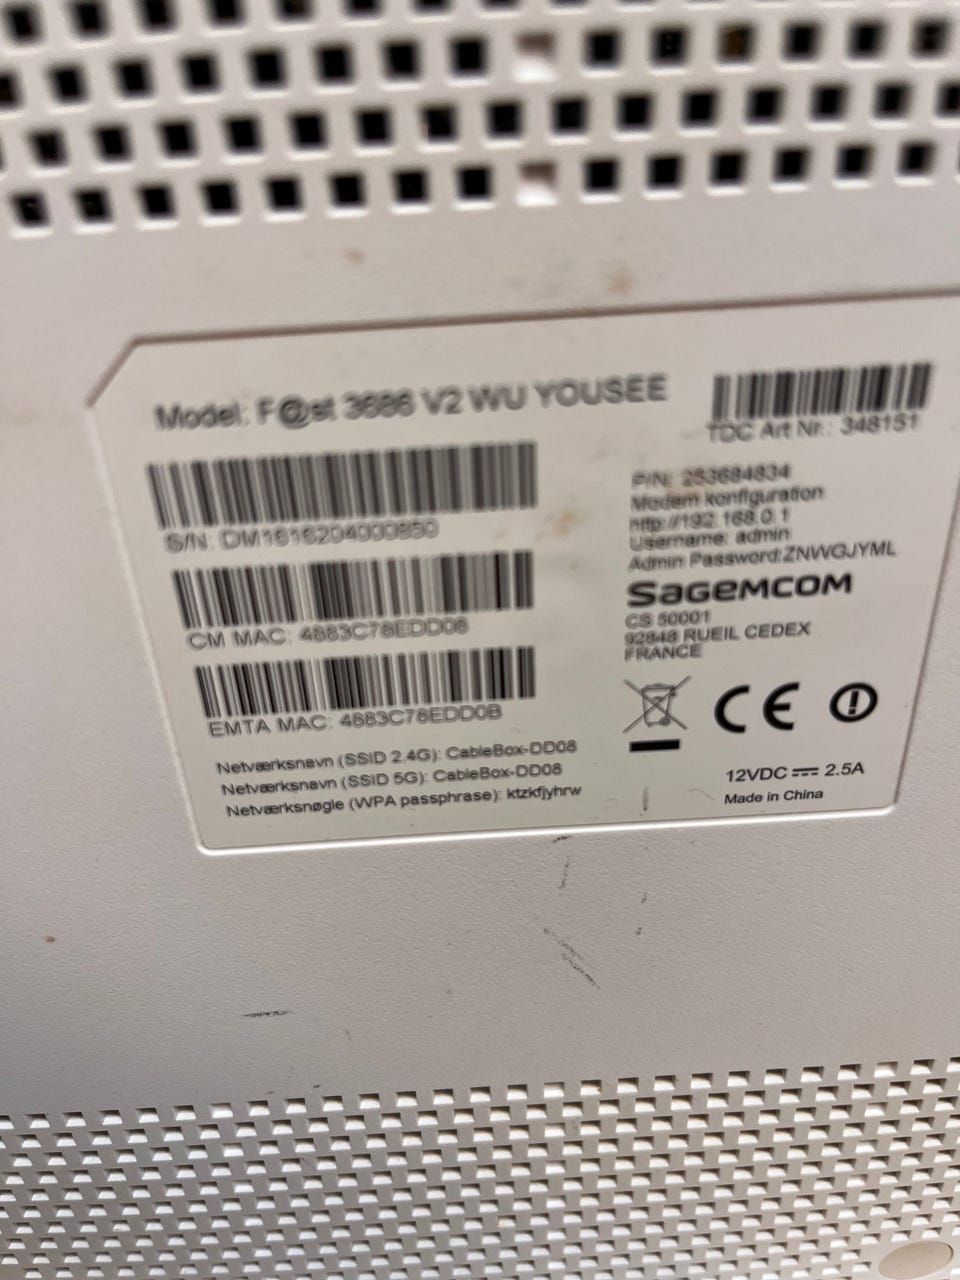 Model: F@st 3686 V2 WU YOUSEE
TDC Art Nr.: 348151
S/N: DM1616204000850
CM MAC: 4883C78EDD08
EMTA MAC: 4883C78EDD0B
Netværksnavn (SSID 2.4G): CableBox-DD08
Netværksnavn (SSID 5G): CableBox-DD08
Netværksnøgle (WPA passphrase): ktzkfjyhrw
P/N: 253684834
Modem konfiguration
http://192.168.0.1
Username: admin
Admin Password:ZNWGJYML
SAGEMCOM
CS 50001
92848 RUEIL CEDEX
FRANCE
CE
12VDC 2.5A
Made in China